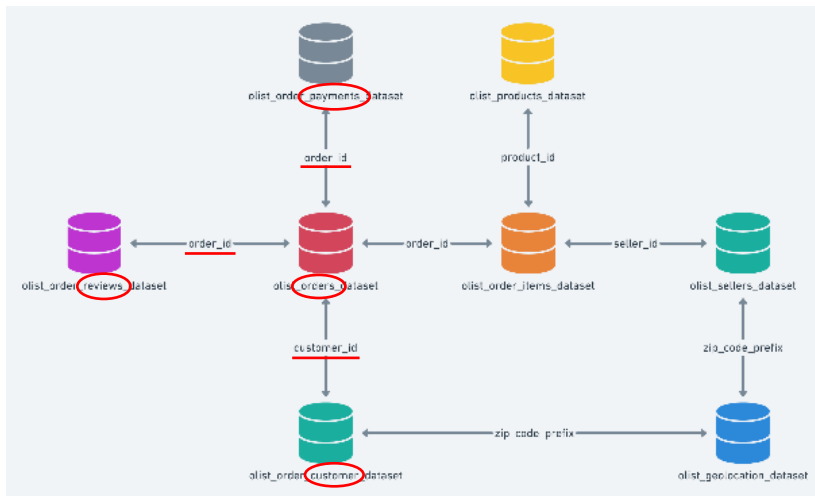 olist_order_payments_dataset
olist_products_dataset
order_id
product_id
order_id
order_id
seller_id
olist_order_reviews_dataset
olist_orders_dataset
olist_order_items_dataset
olist_sellers_dataset
customer_id
zip_code_prefix
zip_code_prefix
olist_order_customer_dataset
olist_geolocation_dataset